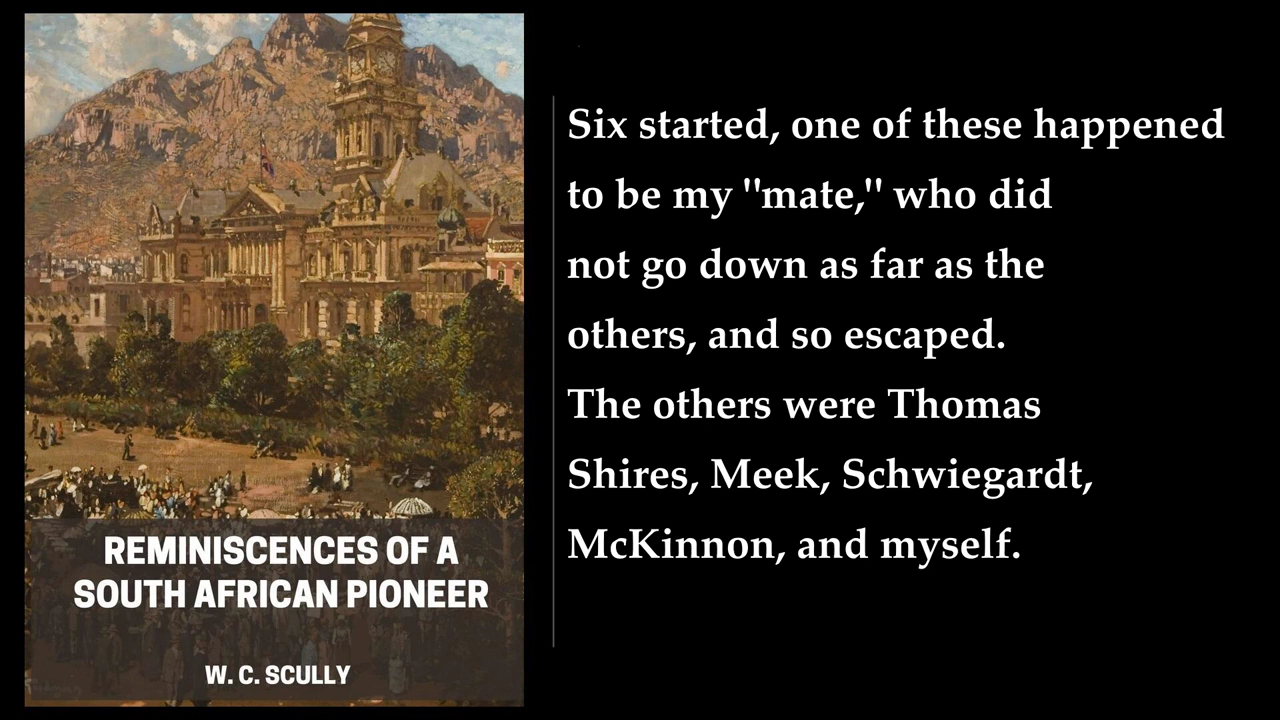 Six started, one of these happened
to be my "mate," who did
not go down as far as the
others, and so escaped.
The others were Thomas
Shires, Meek, Schwiegardt,
McKinnon, and myself.
REMINISCENCES OF A
SOUTH AFRICAN PIONEER
W. C. SCULLY